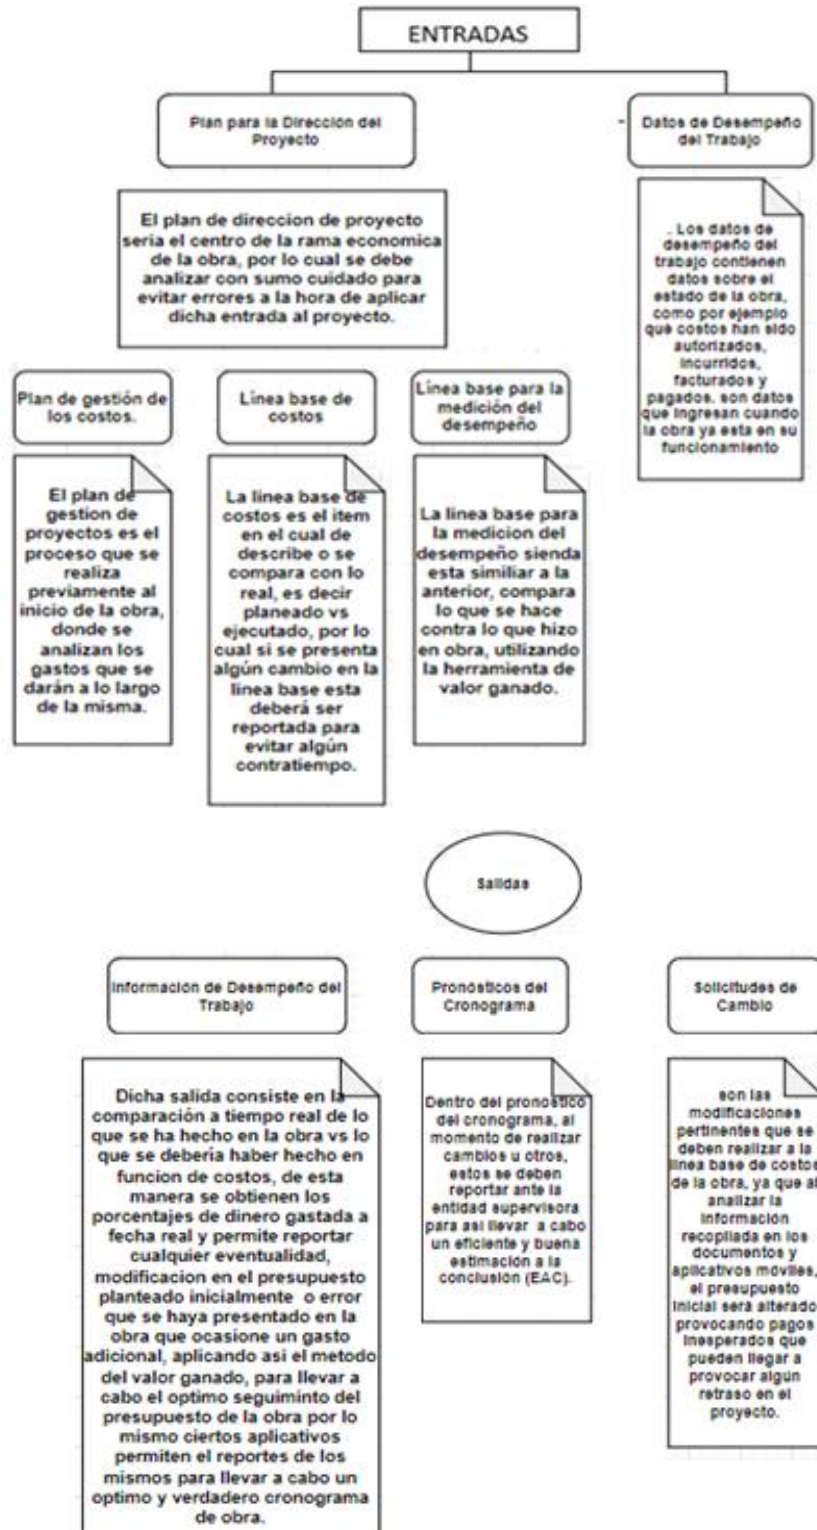 ENTRADAS
Plan para la Dirección del
Proyecto
- Datos de Desempeño
del Trabajo
El plan de direccion de proyecto
seria el centro de la rama economica
de la obra, por lo cual se debe
analizar con sumo cuidado para
evitar errores a la hora de aplicar
dicha entrada al proyecto.
. Los datos de
desempeño del
trabajo contienen
datos sobre el
estado de la obra,
como por ejemplo
que costos han sido
autorizados,
incurridos,
facturados y
pagados. son datos
que ingresan cuando
la obra ya esta en su
funcionamiento
Plan de gestión de
los costos.
Línea base de
costos
Línea base para la
medición del
desempeño
El plan de
gestion de
proyectos es el
proceso que se
realiza
previamente al
inicio de la obra,
donde se
analizan los
gastos que se
darán a lo largo
de la misma.
La linea base de
costos es el item
en el cual de
describe o se
compara con lo
real, es decir
planeado vs
ejecutado, por lo
cual si se presenta
algún cambio en la
linea base esta
deberá ser
reportada para
evitar algún
contratiempo.
La linea base para
la medicion del
desempeño sienda
esta similiar a la
anterior, compara
lo que se hace
contra lo que hizo
en obra, utilizando
la herramienta de
valor ganado.
Salidas
Información de Desempeño del
Trabajo
Pronósticos del
Cronograma
Solicitudes de
Cambio
Dicha salida consiste en la
comparación a tiempo real de lo
que se ha hecho en la obra vs lo
que se debería haber hecho en
funcion de costos, de esta
manera se obtienen los
porcentajes de dinero gastada a
fecha real y permite reportar
cualquier eventualidad,
modificacion en el presupuesto
planteado inicialmente o error
que se haya presentado en la
obra que ocasione un gasto
adicional, aplicando asi el metodo
del valor ganado, para llevar a
cabo el optimo seguiminto del
presupuesto de la obra por lo
mismo ciertos aplicativos
permiten el reportes de los
mismos para llevar a cabo un
optimo y verdadero cronograma
de obra.
Dentro del pronostico
del cronograma, al
momento de realizar
cambios u otros,
estos se deben
reportar ante la
entidad supervisora
para asi llevar a cabo
un eficiente y buena
estimación a la
conclusión (EAC).
son las
modificaciones
pertinentes que se
deben realizar a la
linea base de costos
de la obra, ya que al
analizar la
información
recopilada en los
documentos y
aplicativos móviles,
el presupuesto
inicial será alterado
provocando pagos
inesperados que
pueden llegar a
provocar algún
retraso en el
proyecto.